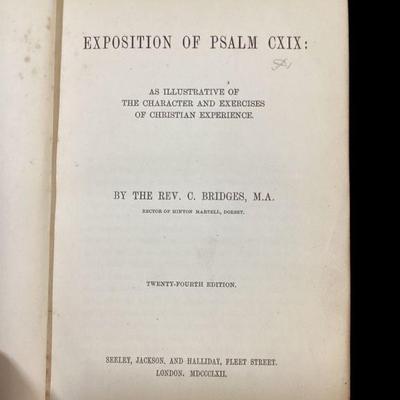 EXPOSITION OF PSALM CXIX:
AS ILLUSTRATIVE OF
THE CHARACTER AND EXERCISES
OF CHRISTIAN EXPERIENCE.
BY THE REV. C. BRIDGES, M.A.
RECTOR OF HINTON MARTELL, DORSET.
TWENTY-FOURTH EDITION.
SEELEY, JACKSON, AND HALLIDAY, FLEET STREET.
LONDON, MDCCCLXII.